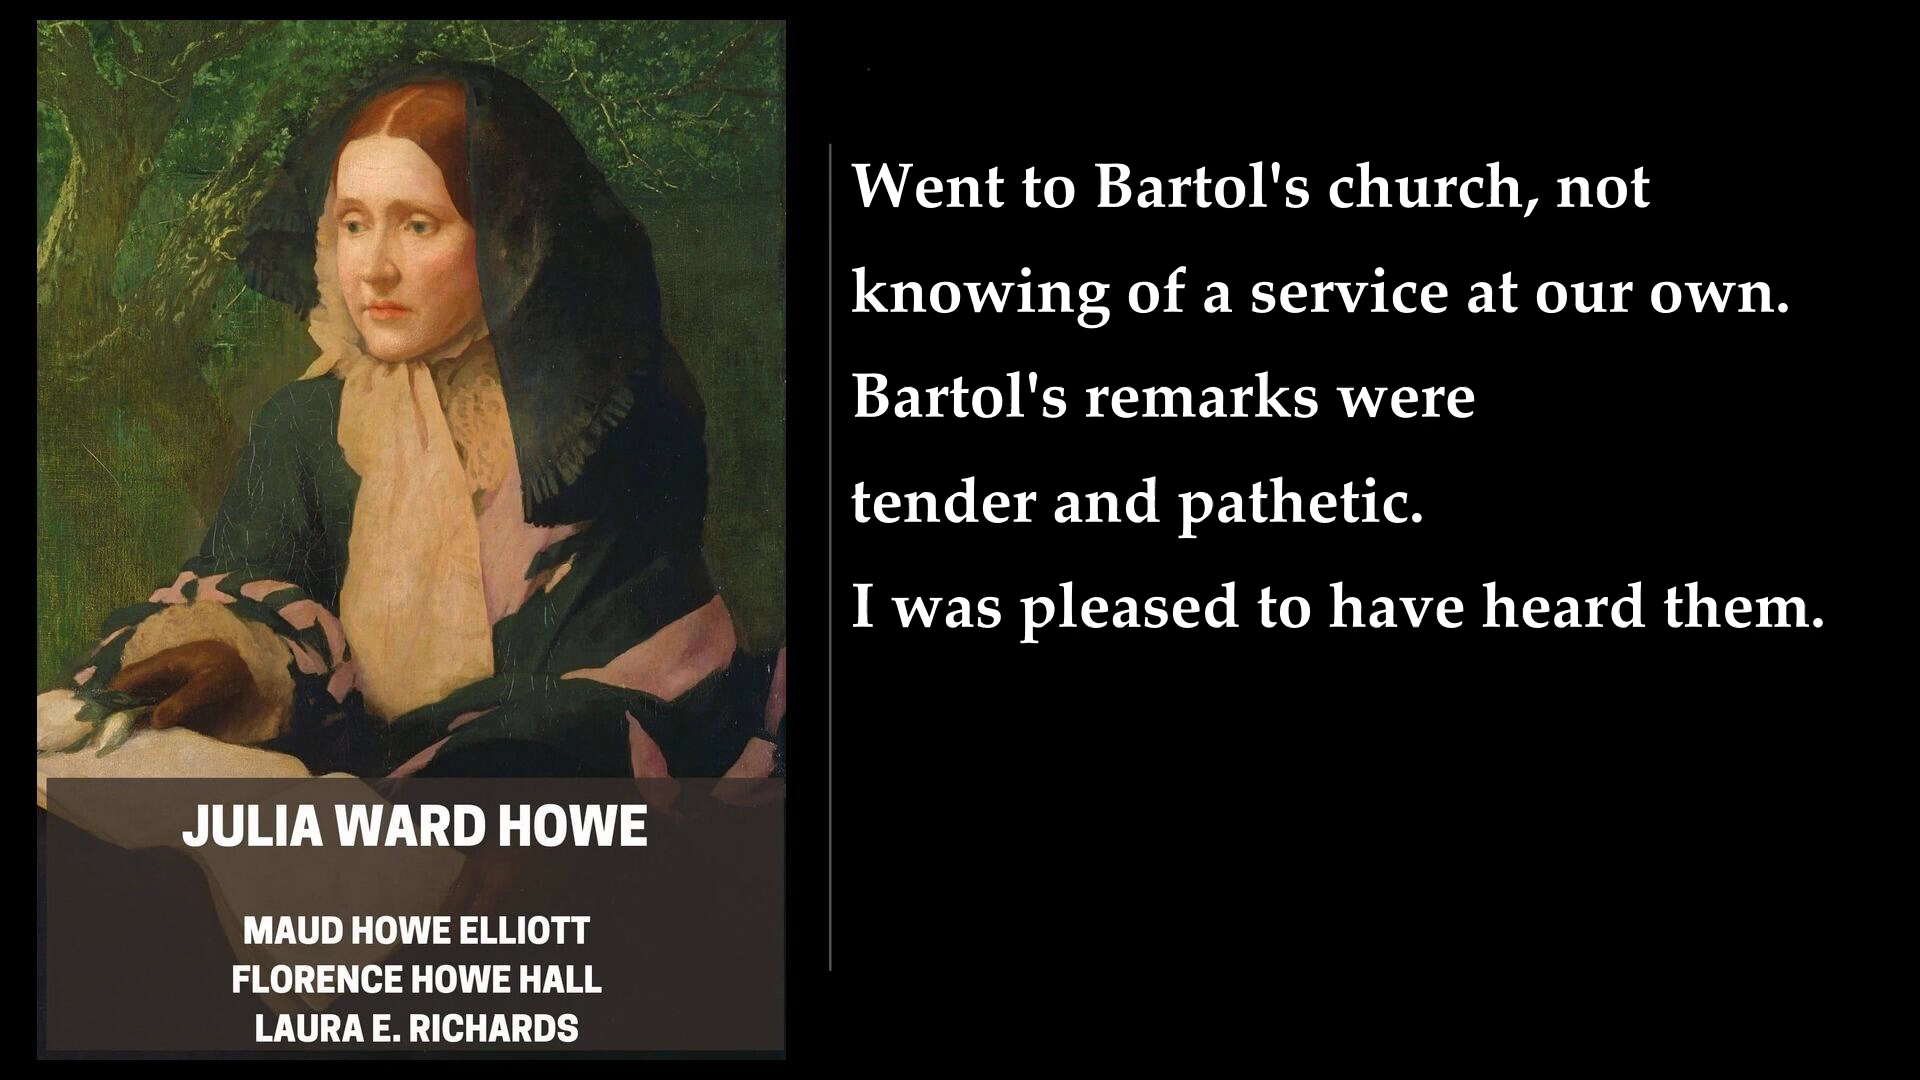 Went to Bartol's church, not
knowing of a service at our own.
Bartol's remarks were
tender and pathetic.
I was pleased to have heard them.
JULIA WARD HOWE
MAUD HOWE ELLIOTT
FLORENCE HOWE HALL
LAURA E. RICHARDS